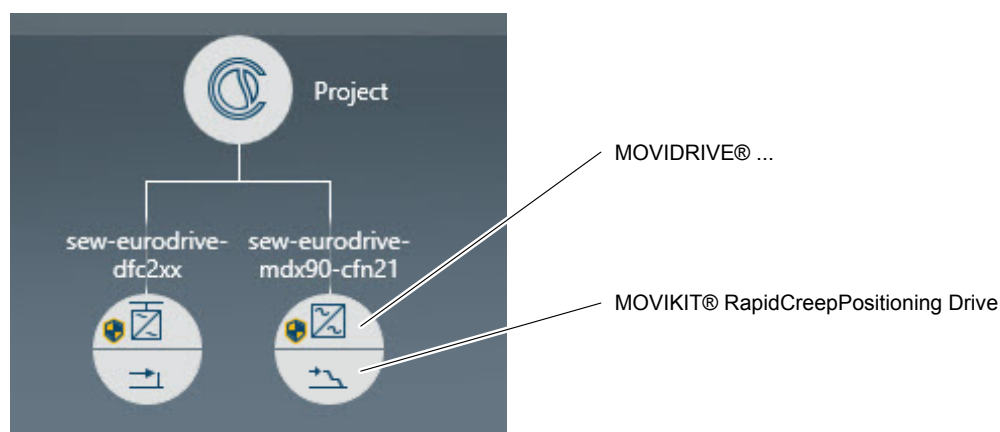 Project
MOVIDRIVE® ...
sew-eurodrive-
dfc2xx
sew-eurodrive-
mdx90-cfn21
MOVIKIT® RapidCreepPositioning Drive